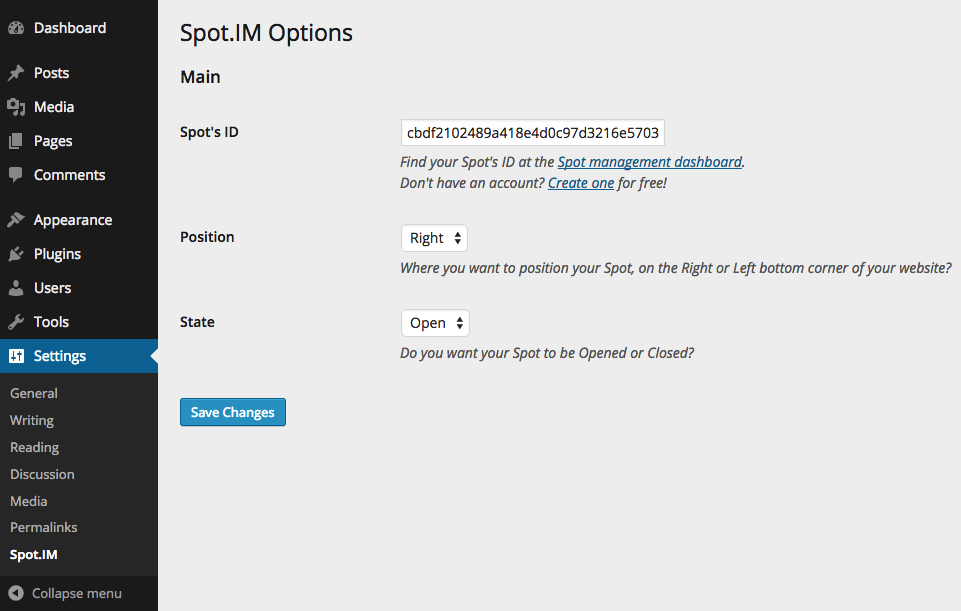 Dashboard
Posts
Media
Pages
Comments
Appearance
Plugins
Users
Tools
Settings
General
Writing
Reading
Discussion
Media
Permalinks
Spot.IM
Collapse menu
Spot.IM Options
Main
Spot's ID
cbdf2102489a418e4d0c97d3216e5703
Find your Spot's ID at the Spot management dashboard.
Don't have an account? Create one for free!
Position
Right
Where you want to position your Spot, on the Right or Left bottom corner of your website?
State
Open
Do you want your Spot to be Opened or Closed?
Save Changes